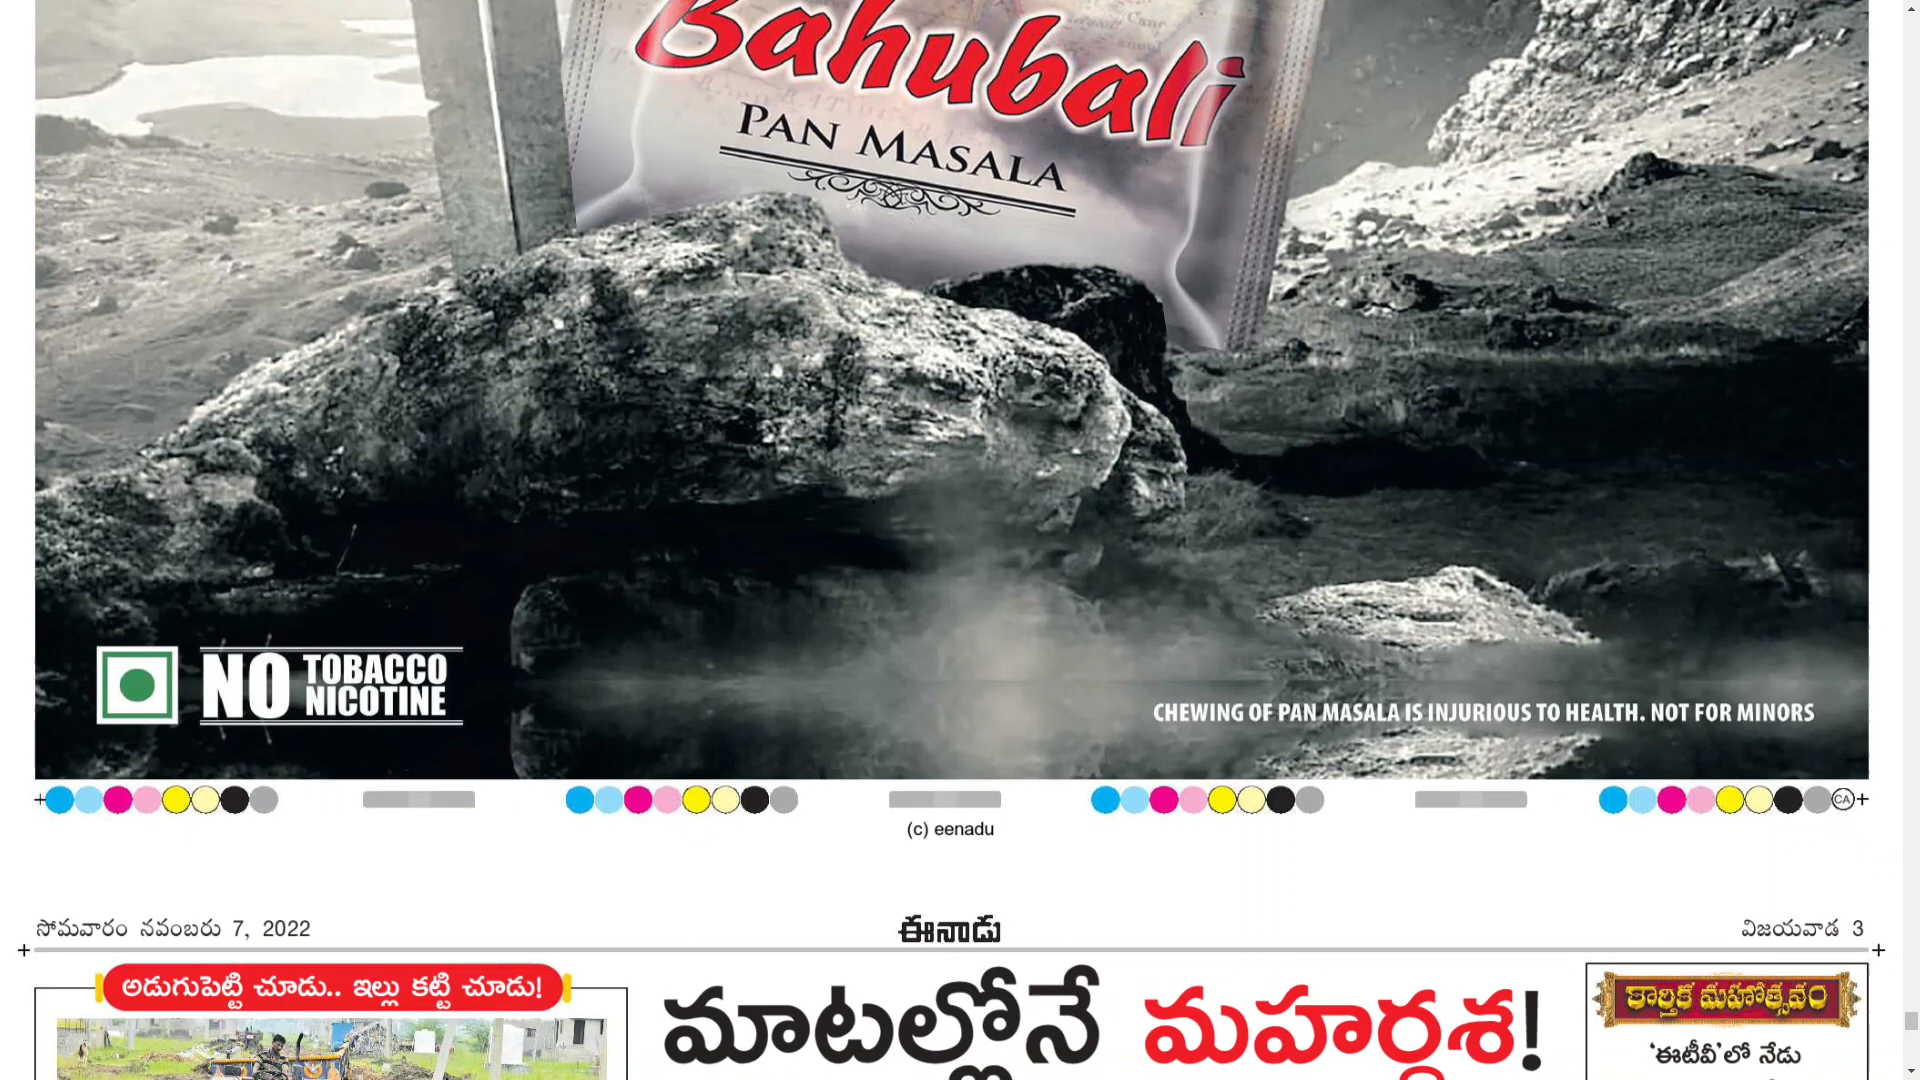 Bahubali
PAN MASALA
NO TOBACCO
NICOTINE
CHEWING OF PAN MASALA IS INJURIOUS TO HEALTH. NOT FOR MINORS
CA
(c) eenadu
సోమవారం నవంబరు 7, 2022
ఈనాడు
విజయవాడ 3
అడుగుపెట్టి చూడు.. ఇల్లు కట్టి చూడు!
మాటల్లోనే మహర్దశ!
కార్తిక మహోత్సవం
‘ఈటీవీ’లో నేడు